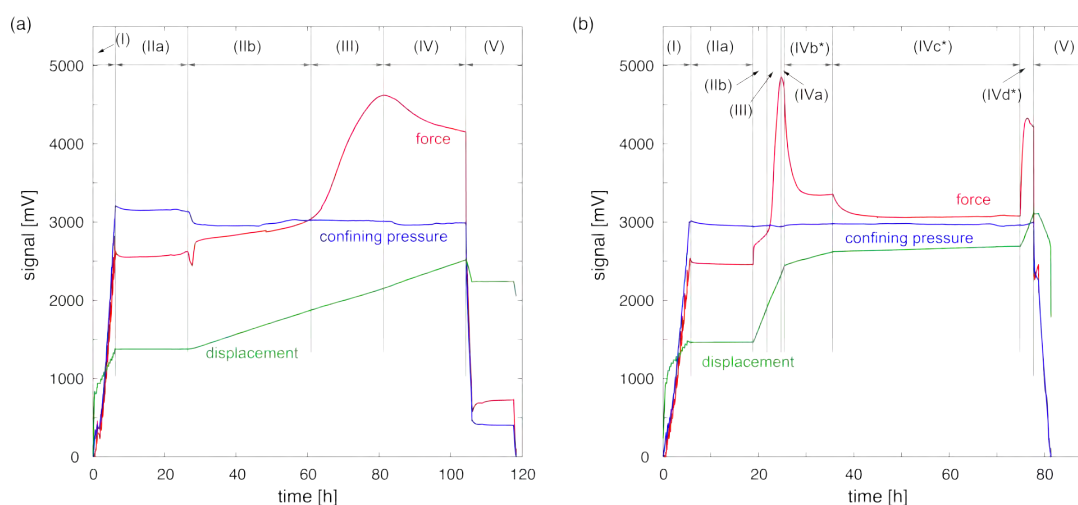 (a)
(I)
(IIa)
(IIb)
(III)
(IV)
(V)
5000
4000
3000
2000
1000
0
signal [mV]
force
confining pressure
displacement
0 20 40 60 80 100 120
time [h]
(b)
(I)
(IIa)
(IVb*)
(IVc*)
(V)
(IIb)
(III)
(IVa)
(IVd*)
5000
4000
3000
2000
1000
0
signal [mV]
force
confining pressure
displacement
0 20 40 60 80
time [h]